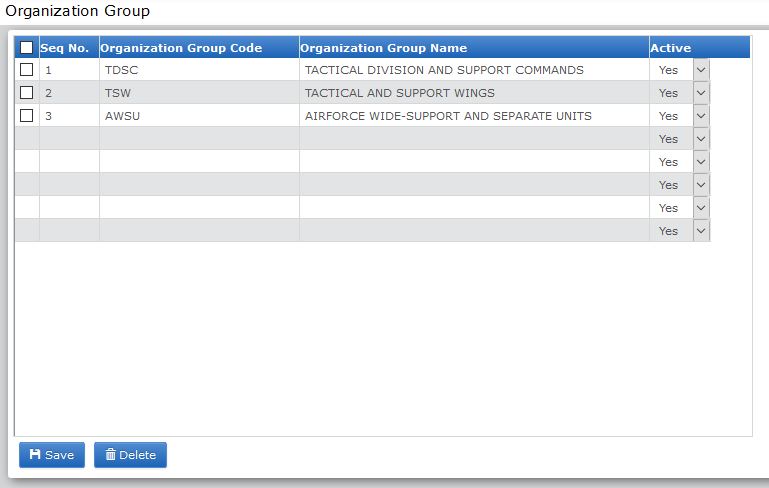 Organization Group
Seq No. Organization Group Code Organization Group Name Active
1 TDSC TACTICAL DIVISION AND SUPPORT COMMANDS Yes
2 TSW TACTICAL AND SUPPORT WINGS Yes
3 AWSU AIRFORCE WIDE-SUPPORT AND SEPARATE UNITS Yes
Yes
Yes
Yes
Yes
Yes
Save Delete